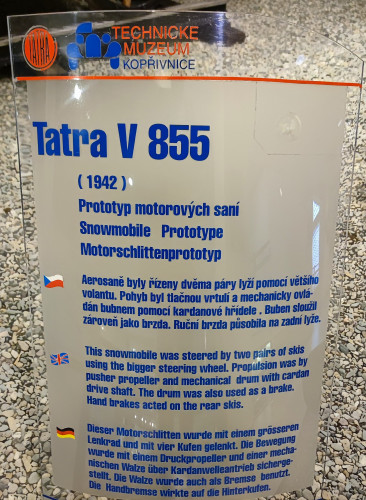 TATRA
TECHNICKÉ
MUZEUM
KOPŘIVNICE
Tatra V 855
( 1942 )
Prototyp motorových saní
Snowmobile Prototype
Motorschlittenprototyp
Aerosaně byly řízeny dvěma páry lyží pomocí většího
volantu. Pohyb byl tlačnou vrtulí a mechanicky ovlá-
dán bubnem pomocí kardanové hřídele . Buben sloužil
zároveň jako brzda. Ruční brzda působila na zadní lyže.
This snowmobile was steered by two pairs of skis
using the bigger steering wheel. Propulsion was by
pusher propeller and mechanical drum with cardan
drive shaft. The drum was also used as a brake.
Hand brakes acted on the rear skis.
Dieser Motorschlitten wurde mit einem grösseren
Lenkrad und mit vier Kufen gelenkt. Die Bewegung
wurde mit einem Druckpropeller und einer mecha-
nischen Walze über Kardanwelleantrieb sicherge-
stellt. Die Walze wurde auch als Bremse benutzt.
Die Handbremse wirkte auf die Hinterkufen.